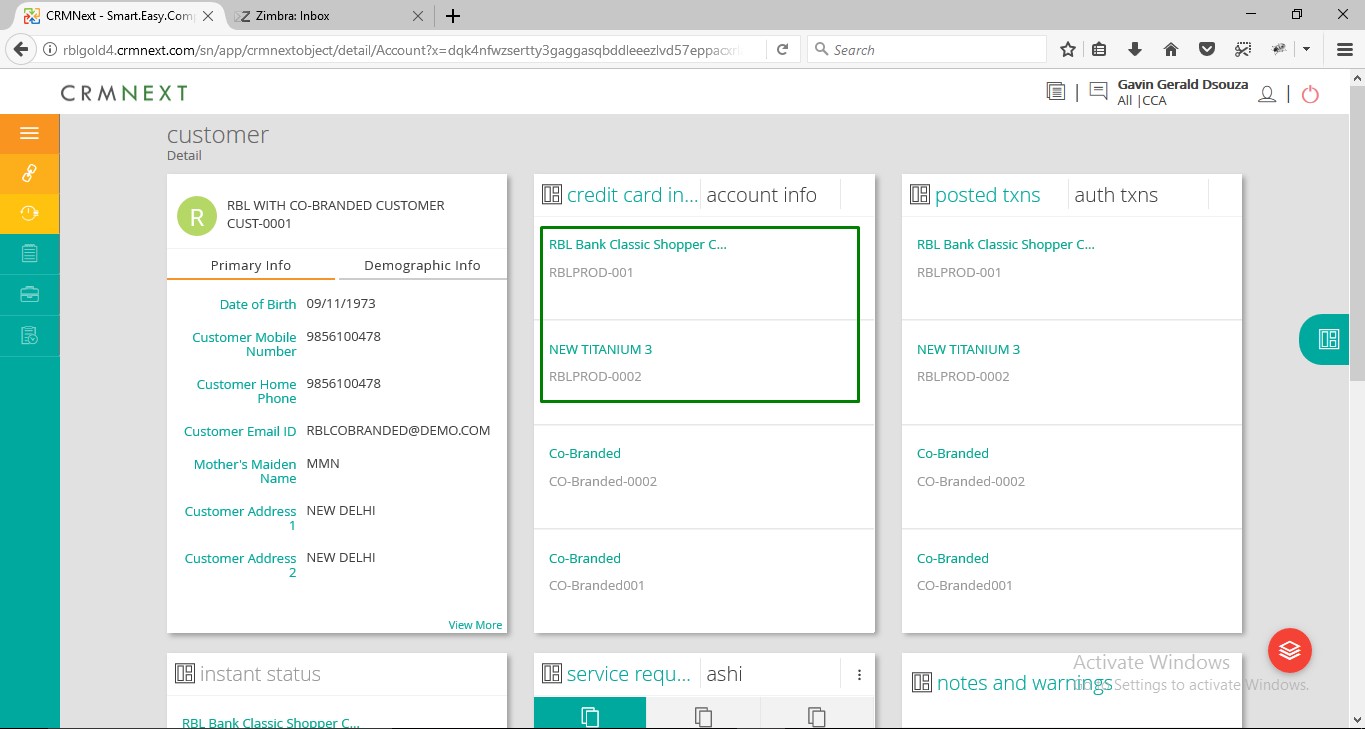 CRMNext - Smart.Easy.Com
Zimbra: Inbox
rblgold4.crmnext.com/sn/app/crmnextobject/detail/Account?x=dqk4nfwzsertty3gaggasqbddleeezlvd57eppacxr
Search
CRMNEXT
Gavin Gerald Dsouza
All |CCA
customer
Detail
R
RBL WITH CO-BRANDED CUSTOMER
CUST-0001
Primary Info
Demographic Info
Date of Birth 09/11/1973
Customer Mobile 9856100478
Number
Customer Home 9856100478
Phone
Customer Email ID RBLCOBRANDED@DEMO.COM
Mother's Maiden MMN
Name
Customer Address NEW DELHI
1
Customer Address NEW DELHI
2
View More
credit card in... account info
RBL Bank Classic Shopper C...
RBLPROD-001
NEW TITANIUM 3
RBLPROD-0002
Co-Branded
CO-Branded-0002
Co-Branded
CO-Branded001
posted txns auth txns
RBL Bank Classic Shopper C...
RBLPROD-001
NEW TITANIUM 3
RBLPROD-0002
Co-Branded
CO-Branded-0002
Co-Branded
CO-Branded001
instant status
RBL Bank Classic Shopper C...
service requ... ashi
notes and warnings
Activate Windows
Go to Settings to activate Windows.